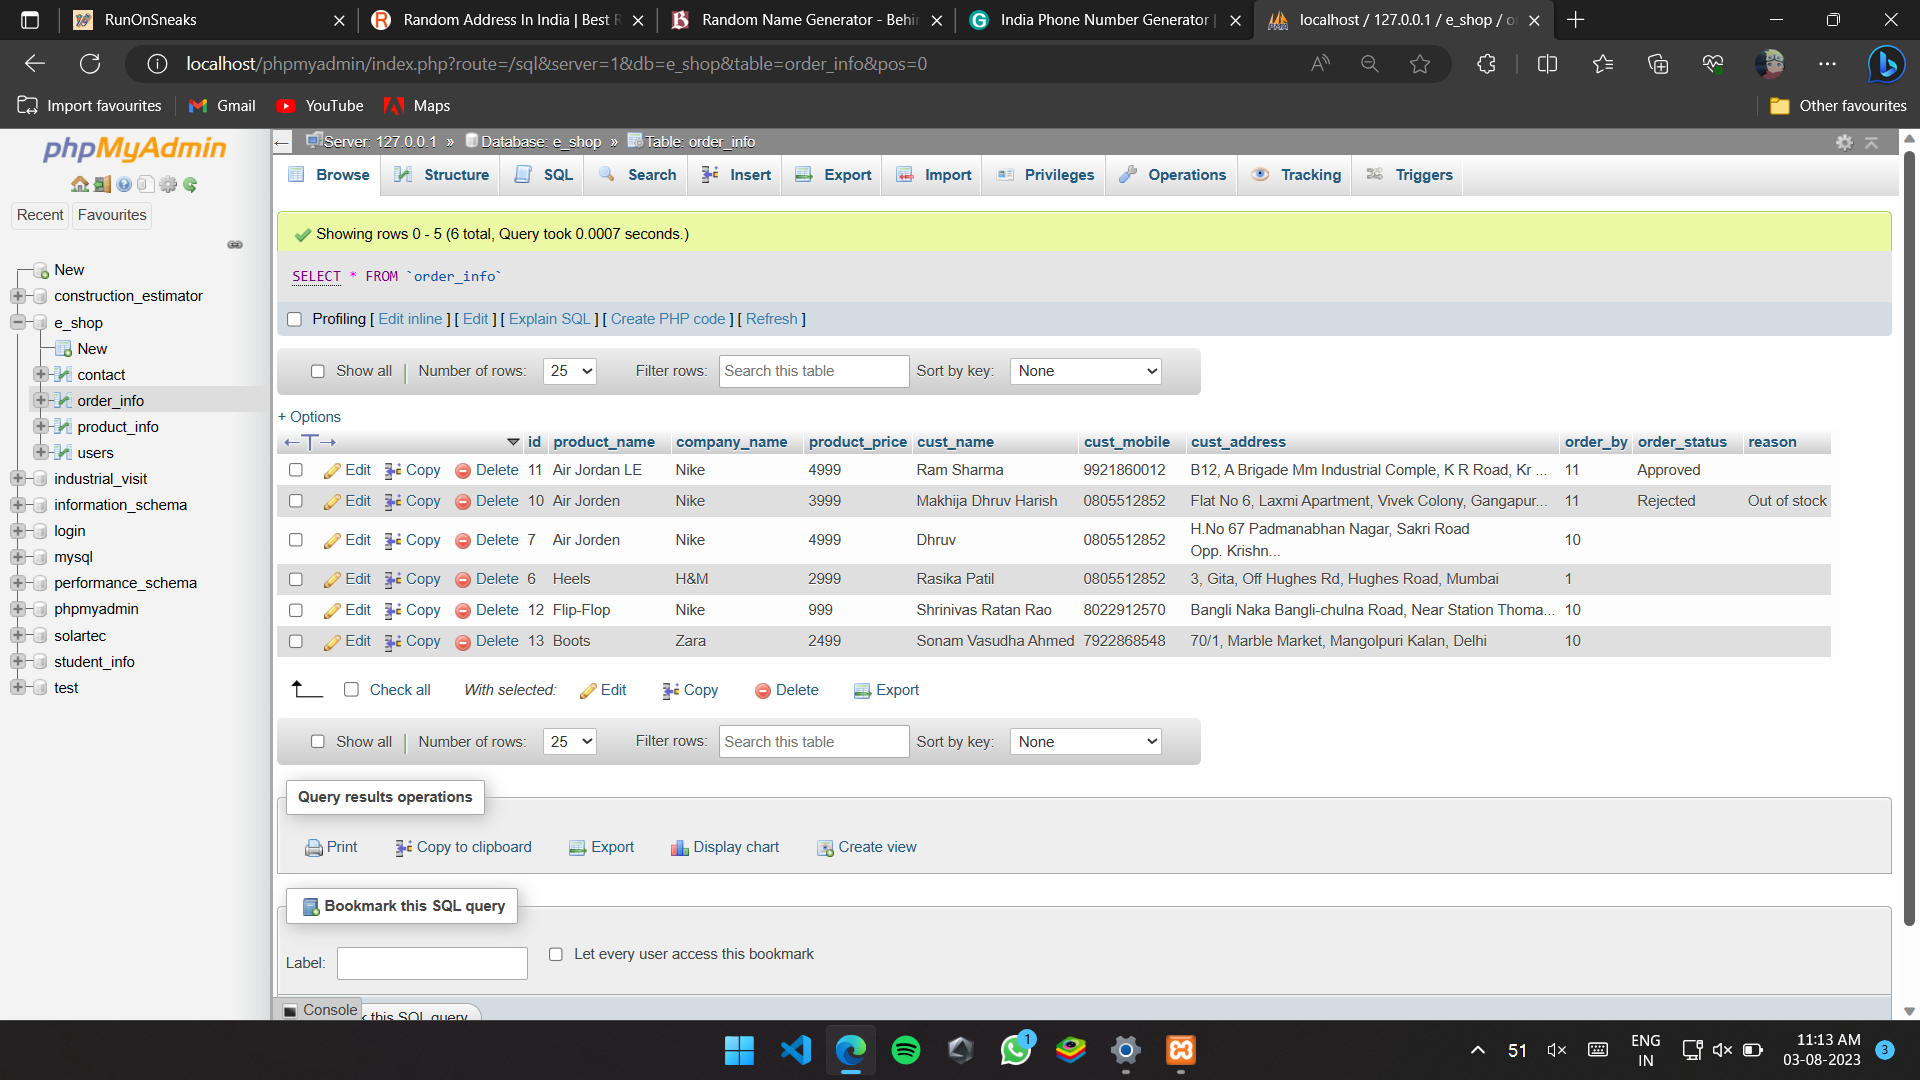 RunOnSneaks
Random Address In India | Best R
Random Name Generator - Behi
India Phone Number Generator |
localhost / 127.0.0.1 / e_shop / o
localhost/phpmyadmin/index.php?route=/sql&server=1&db=e_shop&table=order_info&pos=0
Import favourites
Gmail
YouTube
Maps
Other favourites
phpMyAdmin
Recent
Favourites
New
construction_estimator
e_shop
New
contact
order_info
product_info
users
industrial_visit
information_schema
login
mysql
performance_schema
phpmyadmin
solartec
student_info
test
Server: 127.0.0.1 » Database: e_shop » Table: order_info
Browse Structure SQL Search Insert Export Import Privileges Operations Tracking Triggers
Showing rows 0 - 5 (6 total, Query took 0.0007 seconds.)
SELECT * FROM `order_info`
Profiling [ Edit inline ] [ Edit ] [ Explain SQL ] [ Create PHP code ] [ Refresh ]
Show all | Number of rows: 25 Filter rows: Search this table Sort by key: None
+ Options
←T→ id product_name company_name product_price cust_name cust_mobile cust_address order_by order_status reason
Edit Copy Delete 11 Air Jordan LE Nike 4999 Ram Sharma 9921860012 B12, A Brigade Mm Industrial Comple, K R Road, Kr ... 11 Approved
Edit Copy Delete 10 Air Jorden Nike 3999 Makhija Dhruv Harish 0805512852 Flat No 6, Laxmi Apartment, Vivek Colony, Gangapur... 11 Rejected Out of stock
Edit Copy Delete 7 Air Jorden Nike 4999 Dhruv 0805512852 H.No 67 Padmanabhan Nagar, Sakri Road
Opp. Krishn... 10
Edit Copy Delete 6 Heels H&M 2999 Rasika Patil 0805512852 3, Gita, Off Hughes Rd, Hughes Road, Mumbai 1
Edit Copy Delete 12 Flip-Flop Nike 999 Shrinivas Ratan Rao 8022912570 Bangli Naka Bangli-chulna Road, Near Station Thoma... 10
Edit Copy Delete 13 Boots Zara 2499 Sonam Vasudha Ahmed 7922868548 70/1, Marble Market, Mangolpuri Kalan, Delhi 10
Check all With selected: Edit Copy Delete Export
Show all | Number of rows: 25 Filter rows: Search this table Sort by key: None
Query results operations
Print Copy to clipboard Export Display chart Create view
Bookmark this SQL query
Label:
Let every user access this bookmark
Console
this SQL query
1
51
ENG
IN
11:13 AM
03-08-2023
3